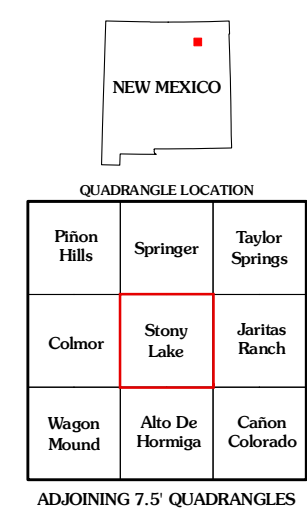 NEW MEXICO
QUADRANGLE LOCATION
Piñon
Hills
Springer
Taylor
Springs
Colmor
Stony
Lake
Jaritas
Ranch
Wagon
Mound
Alto De
Hormiga
Cañon
Colorado
ADJOINING 7.5' QUADRANGLES